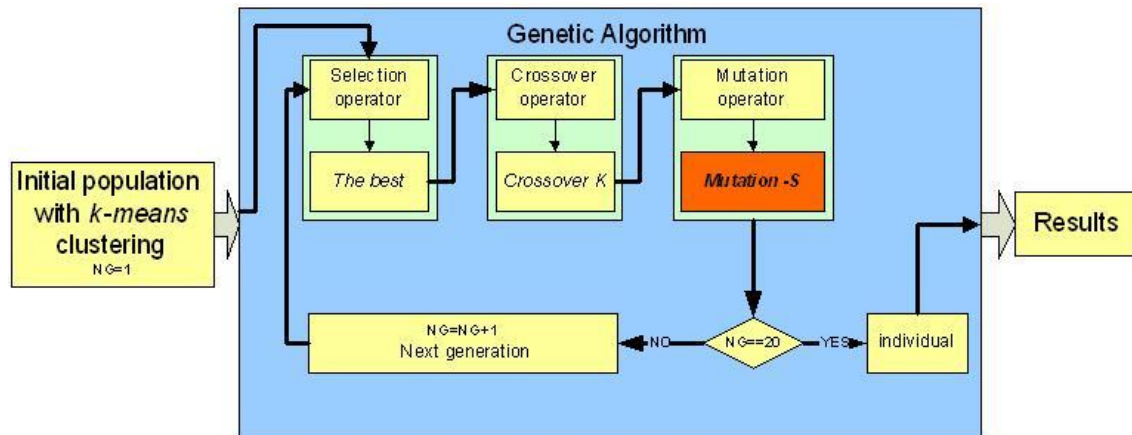 Genetic Algorithm
Selection
operator
Crossover
operator
Mutation
operator
The best
Crossover K
Mutation -S
Initial population
with k-means
clustering
NG=1
Results
NG=NG+1
Next generation
NO
NG==20
YES
individual